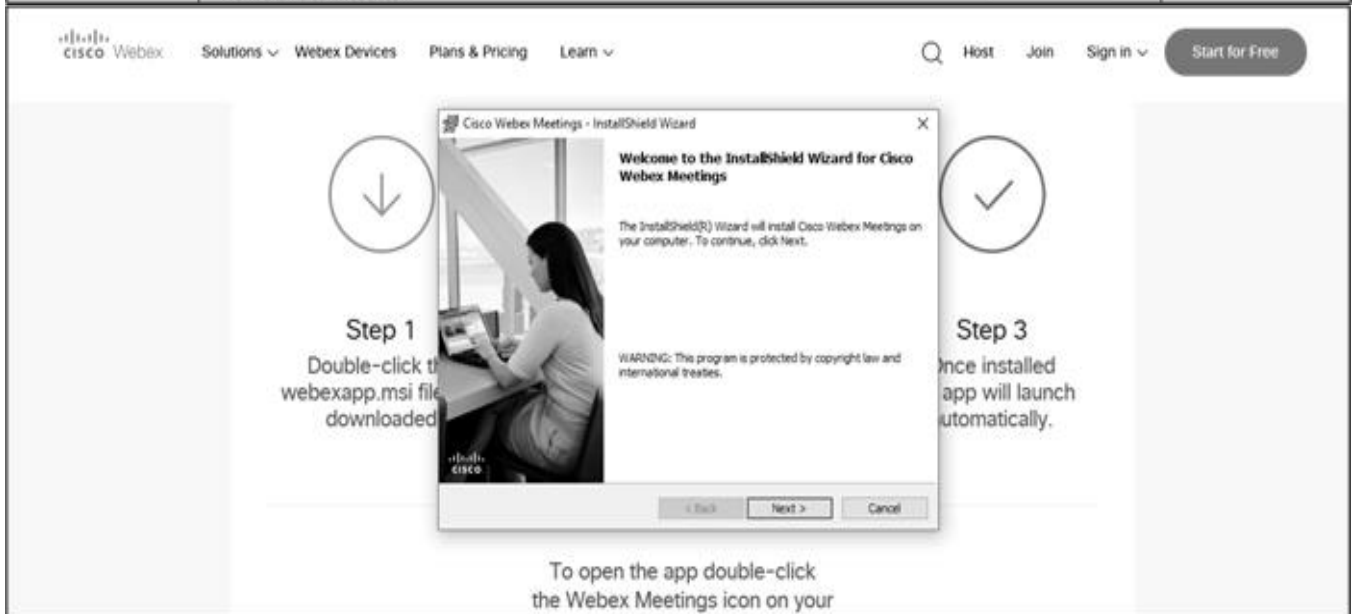 CISCO Webex Solutions Webex Devices Plans & Pricing Learn Host Join Sign in Start for Free
Cisco Webex Meetings - InstallShield Wizard
Welcome to the InstallShield Wizard for Cisco
Webex Meetings
The InstallShield(R) Wizard will install Cisco Webex Meetings on
your computer. To continue, click Next.
WARNING: This program is protected by copyright law and
international treaties.
CISCO
< Back Next > Cancel
Step 1
Double-click
webexapp.msi file
downloaded
Step 3
installed
app will launch
automatically.
To open the app double-click
the Webex Meetings icon on your